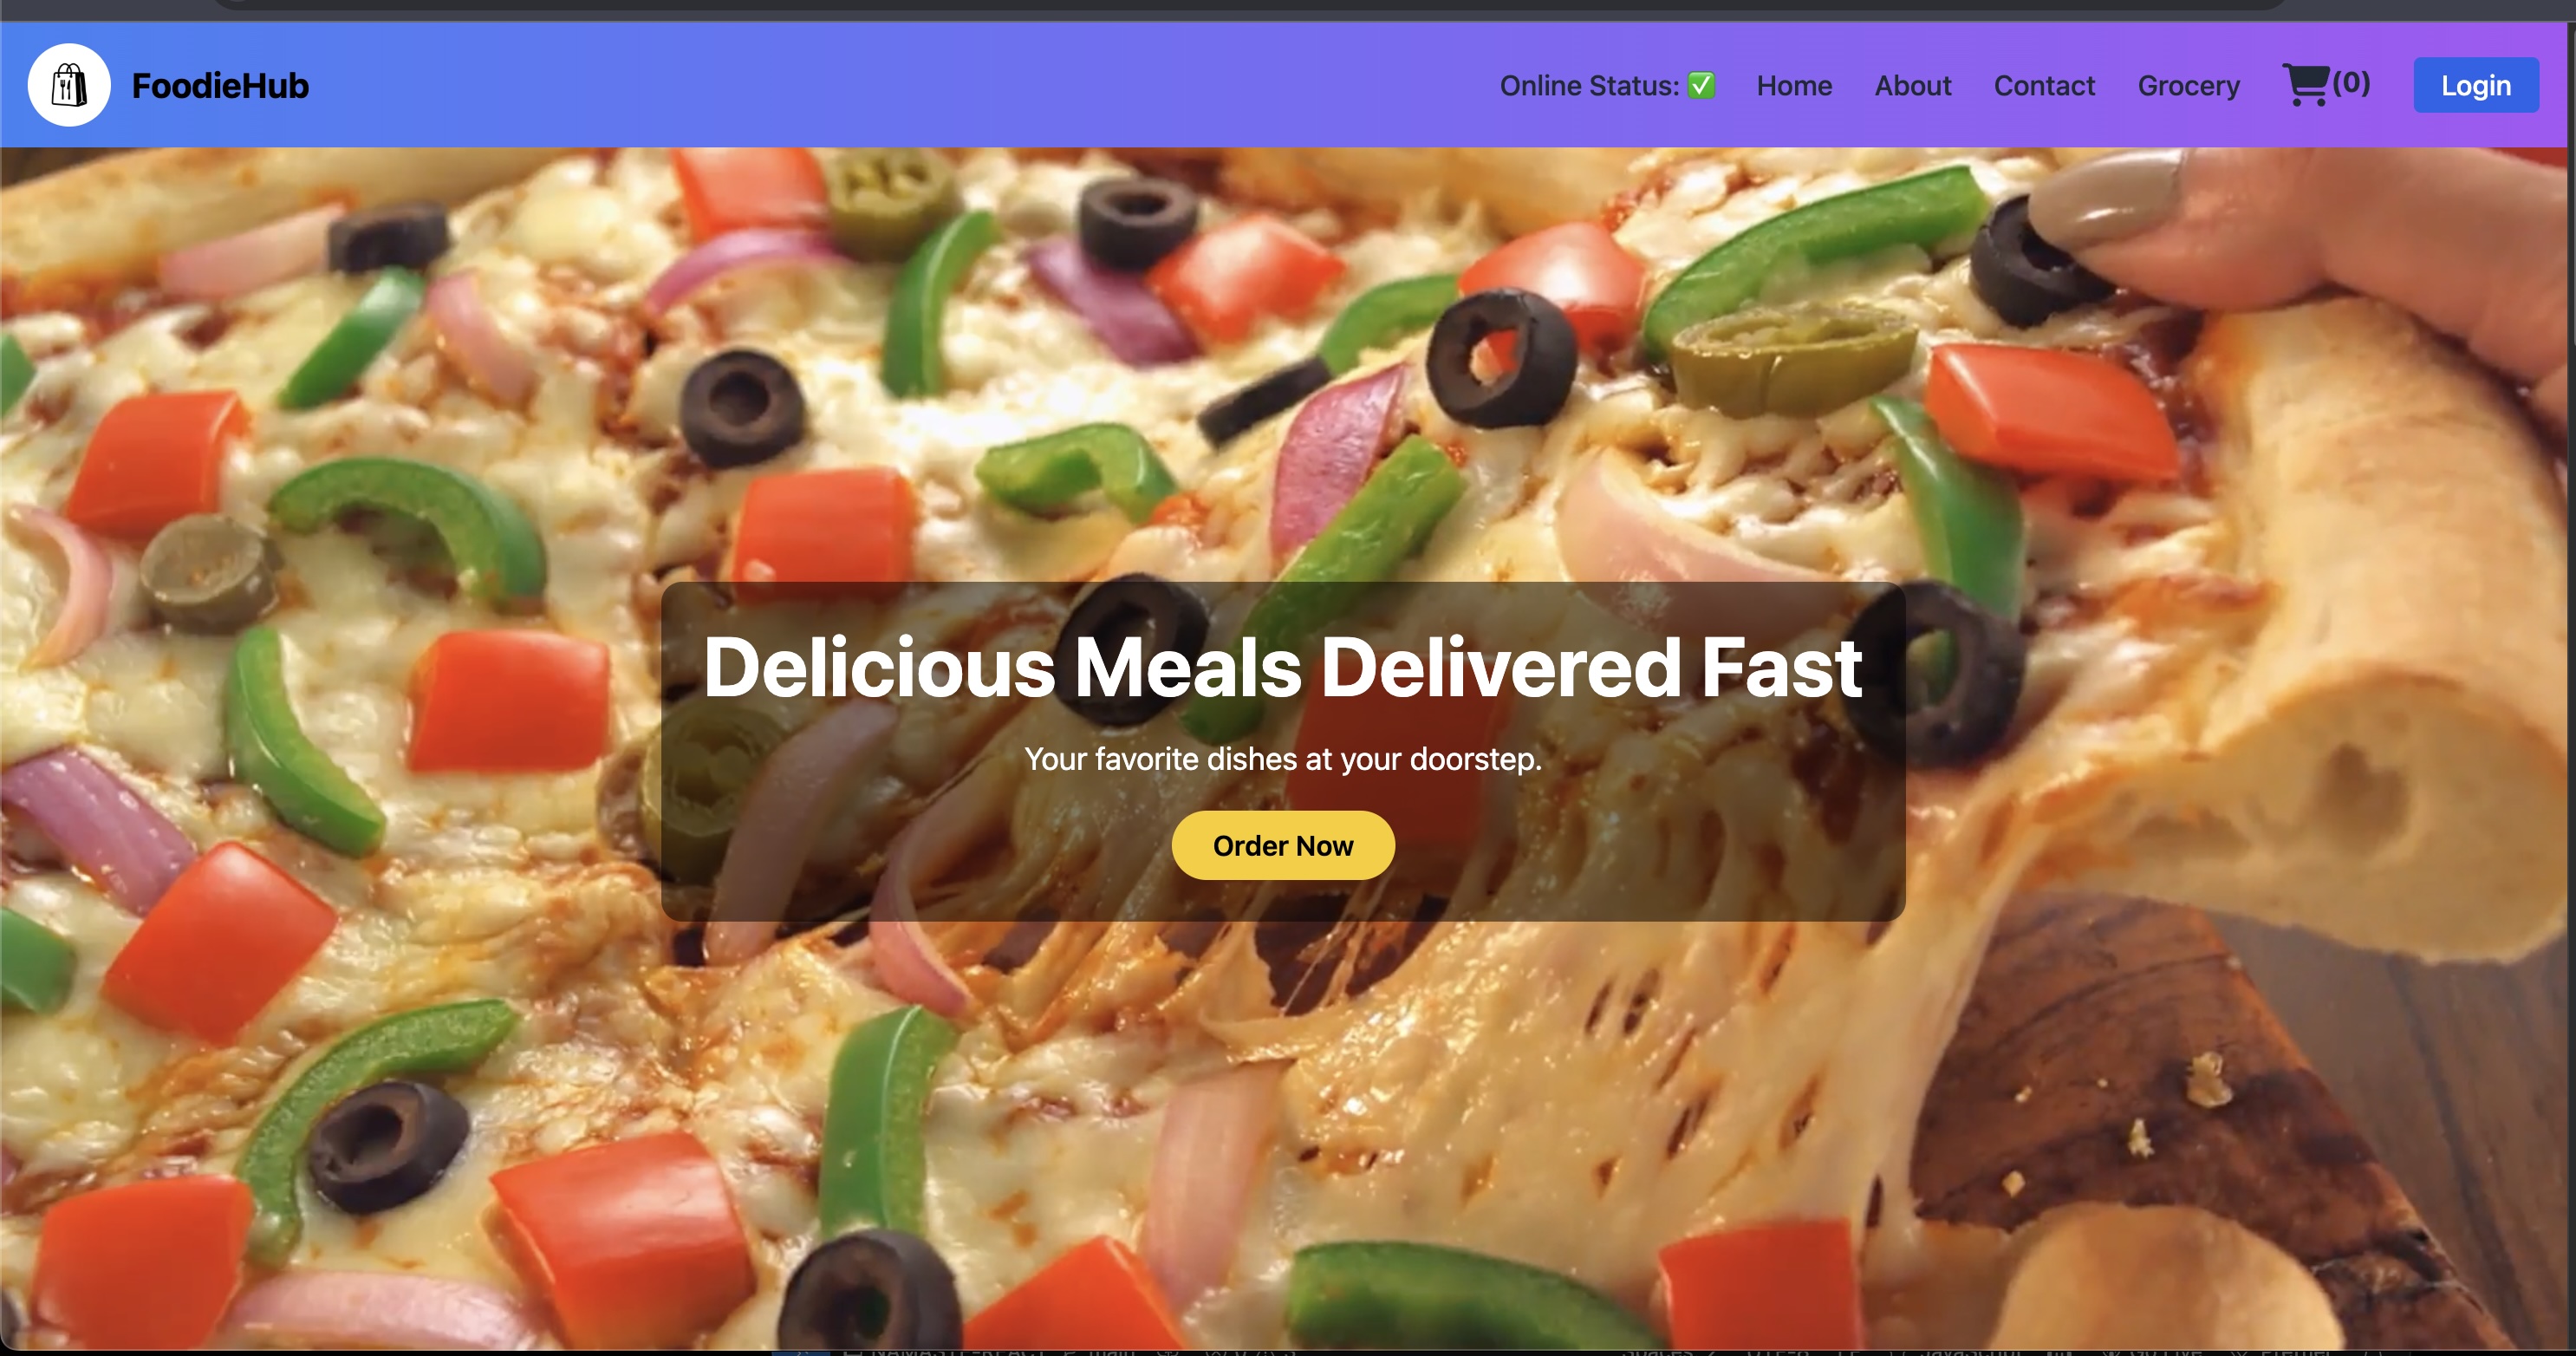 FoodieHub
Online Status: ✅ Home About Contact Grocery (0) Login
Delicious Meals Delivered Fast
Your favorite dishes at your doorstep.
Order Now